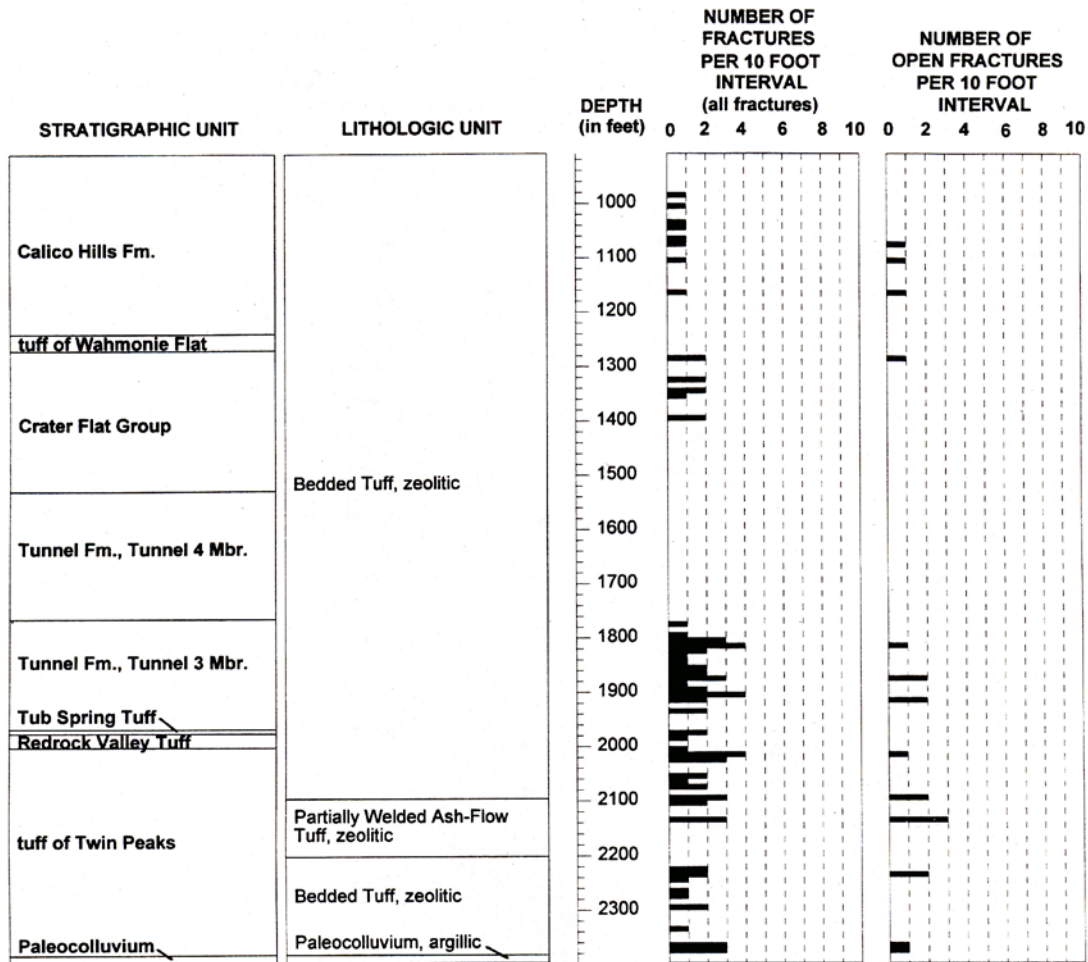 NUMBER OF
FRACTURES
PER 10 FOOT
INTERVAL
(all fractures)
NUMBER OF
OPEN FRACTURES
PER 10 FOOT
INTERVAL
STRATIGRAPHIC UNIT
LITHOLOGIC UNIT
DEPTH
(in feet)
0 2 4 6 8 10
0 2 4 6 8 10
Calico Hills Fm.
tuff of Wahmonie Flat
Crater Flat Group
Tunnel Fm., Tunnel 4 Mbr.
Tunnel Fm., Tunnel 3 Mbr.
Tub Spring Tuff
Redrock Valley Tuff
tuff of Twin Peaks
Paleocolluvium
Bedded Tuff, zeolitic
Partially Welded Ash-Flow
Tuff, zeolitic
Bedded Tuff, zeolitic
Paleocolluvium, argillic
1000
1100
1200
1300
1400
1500
1600
1700
1800
1900
2000
2100
2200
2300